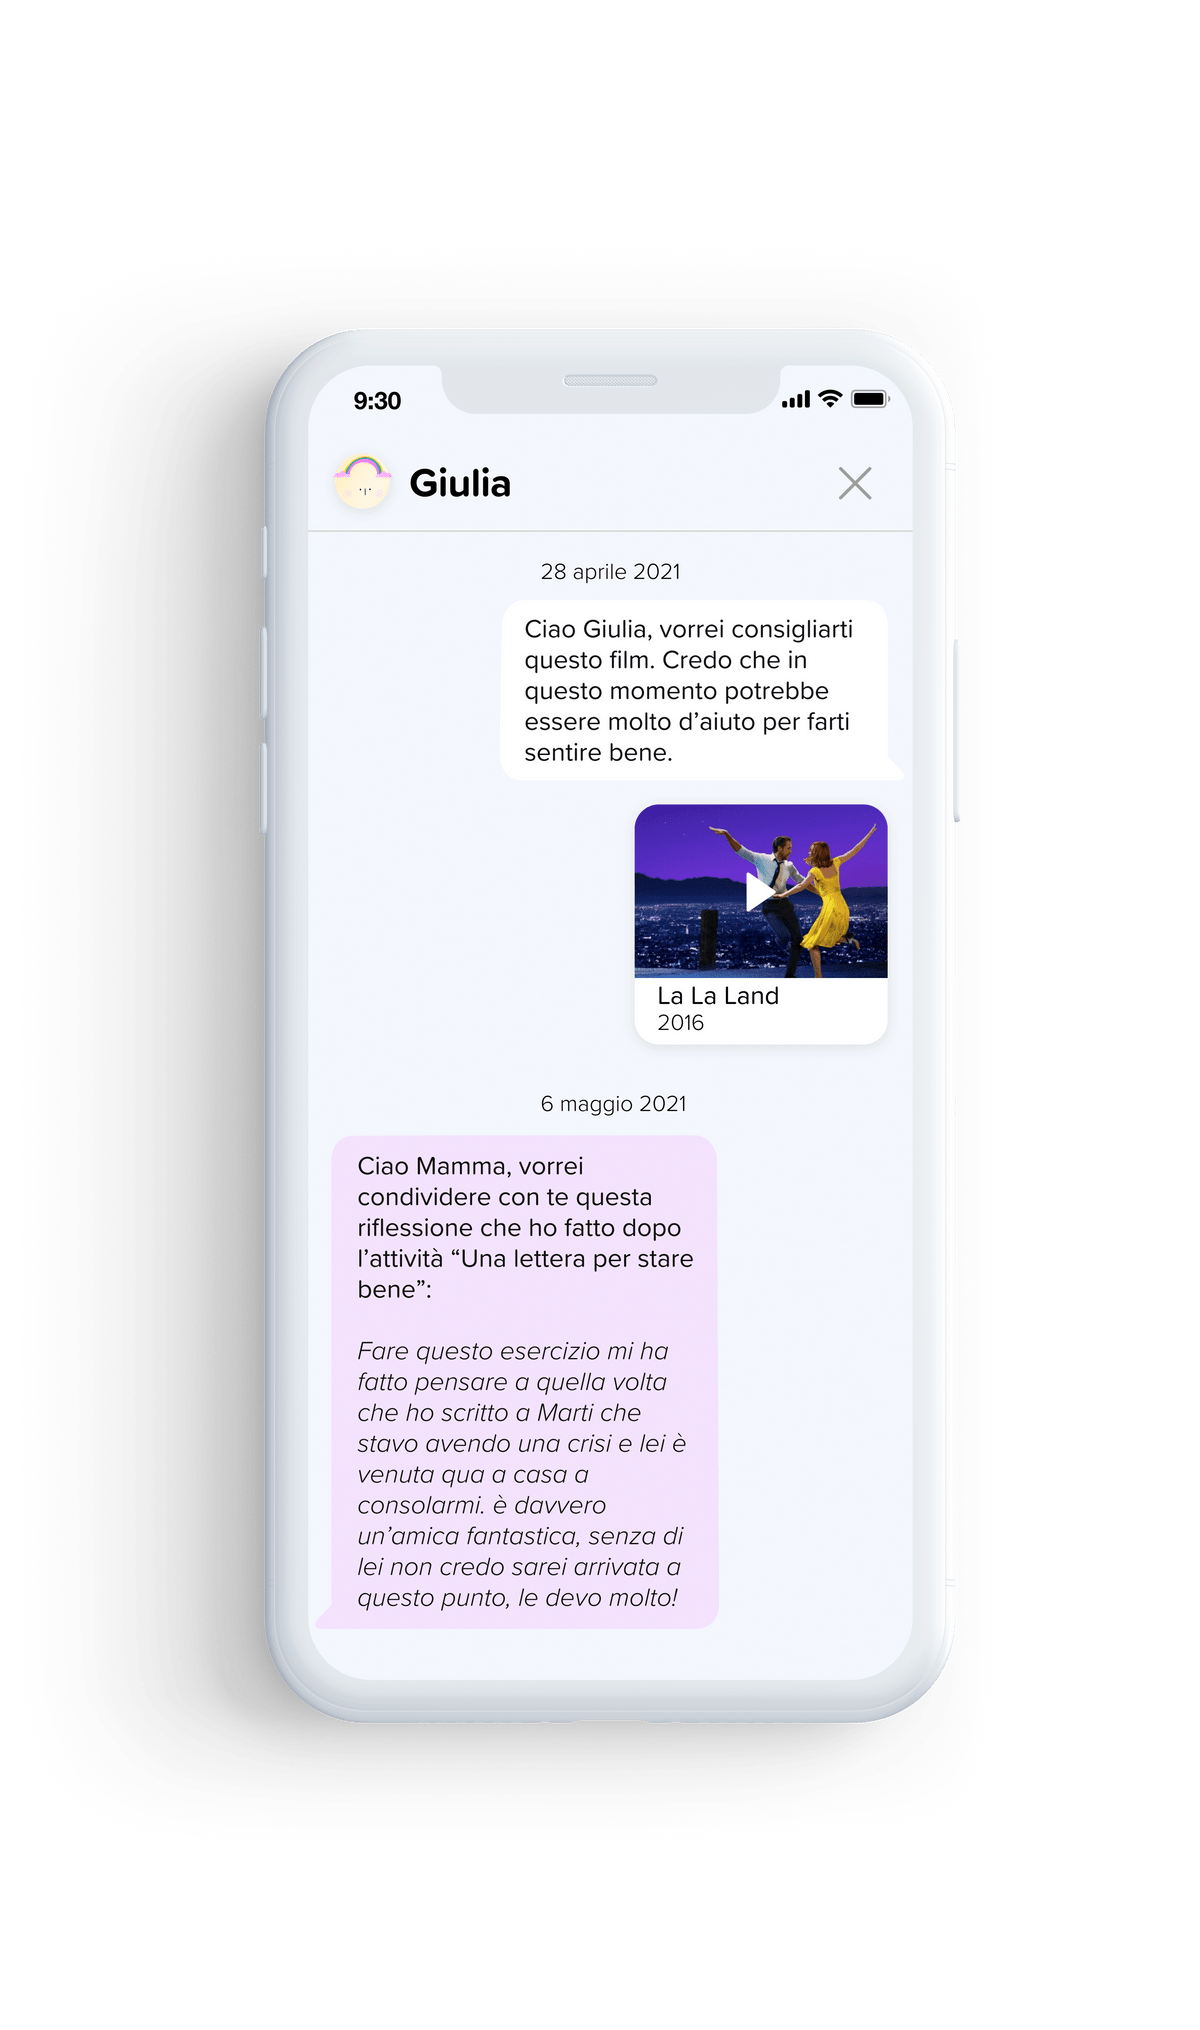 9:30
Giulia
28 aprile 2021
Ciao Giulia, vorrei consigliarti
questo film. Credo che in
questo momento potrebbe
essere molto d’aiuto per farti
sentire bene.
La La Land
2016
6 maggio 2021
Ciao Mamma, vorrei
condividere con te questa
riflessione che ho fatto dopo
l’attività “Una lettera per stare
bene”:
Fare questo esercizio mi ha
fatto pensare a quella volta
che ho scritto a Marti che
stavo avendo una crisi e lei è
venuta qua a casa a
consolarmi. è davvero
un’amica fantastica, senza di
lei non credo sarei arrivata a
questo punto, le devo molto!